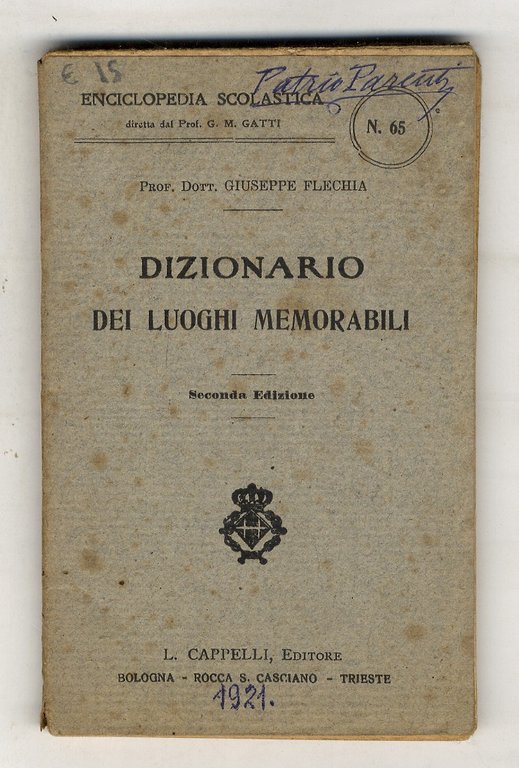 € 15
Patrio Parenti
ENCICLOPEDIA SCOLASTICA
diretta dal Prof. G. M. GATTI
N. 65
PROF. DOTT. GIUSEPPE FLECHIA
DIZIONARIO
DEI LUOGHI MEMORABILI
Seconda Edizione
L. CAPPELLI, EDITORE
BOLOGNA - ROCCA S. CASCIANO - TRIESTE
1921.